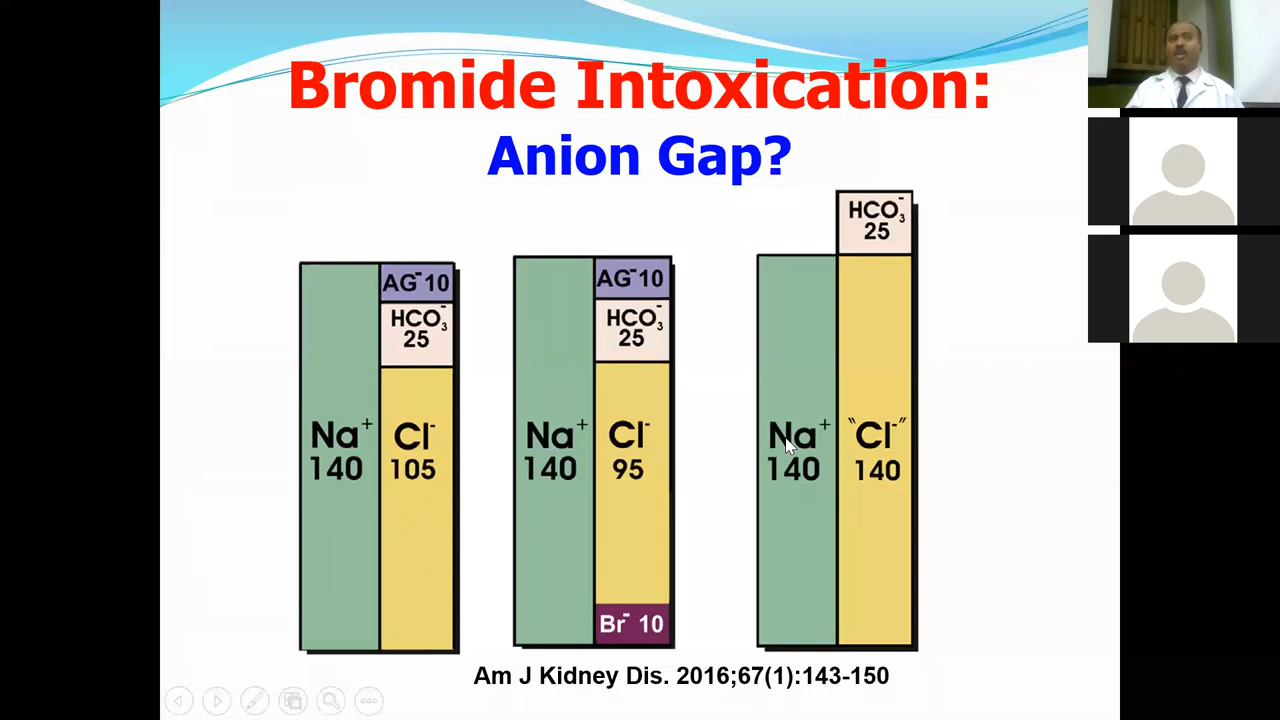 Bromide Intoxication:
Anion Gap?
AG⁻ 10
HCO₃⁻
25
Na⁺
140
Cl⁻
105
AG⁻ 10
HCO₃⁻
25
Na⁺
140
Cl⁻
95
Br⁻ 10
HCO₃⁻
25
Na⁺
140
"Cl⁻"
140
Am J Kidney Dis. 2016;67(1):143-150